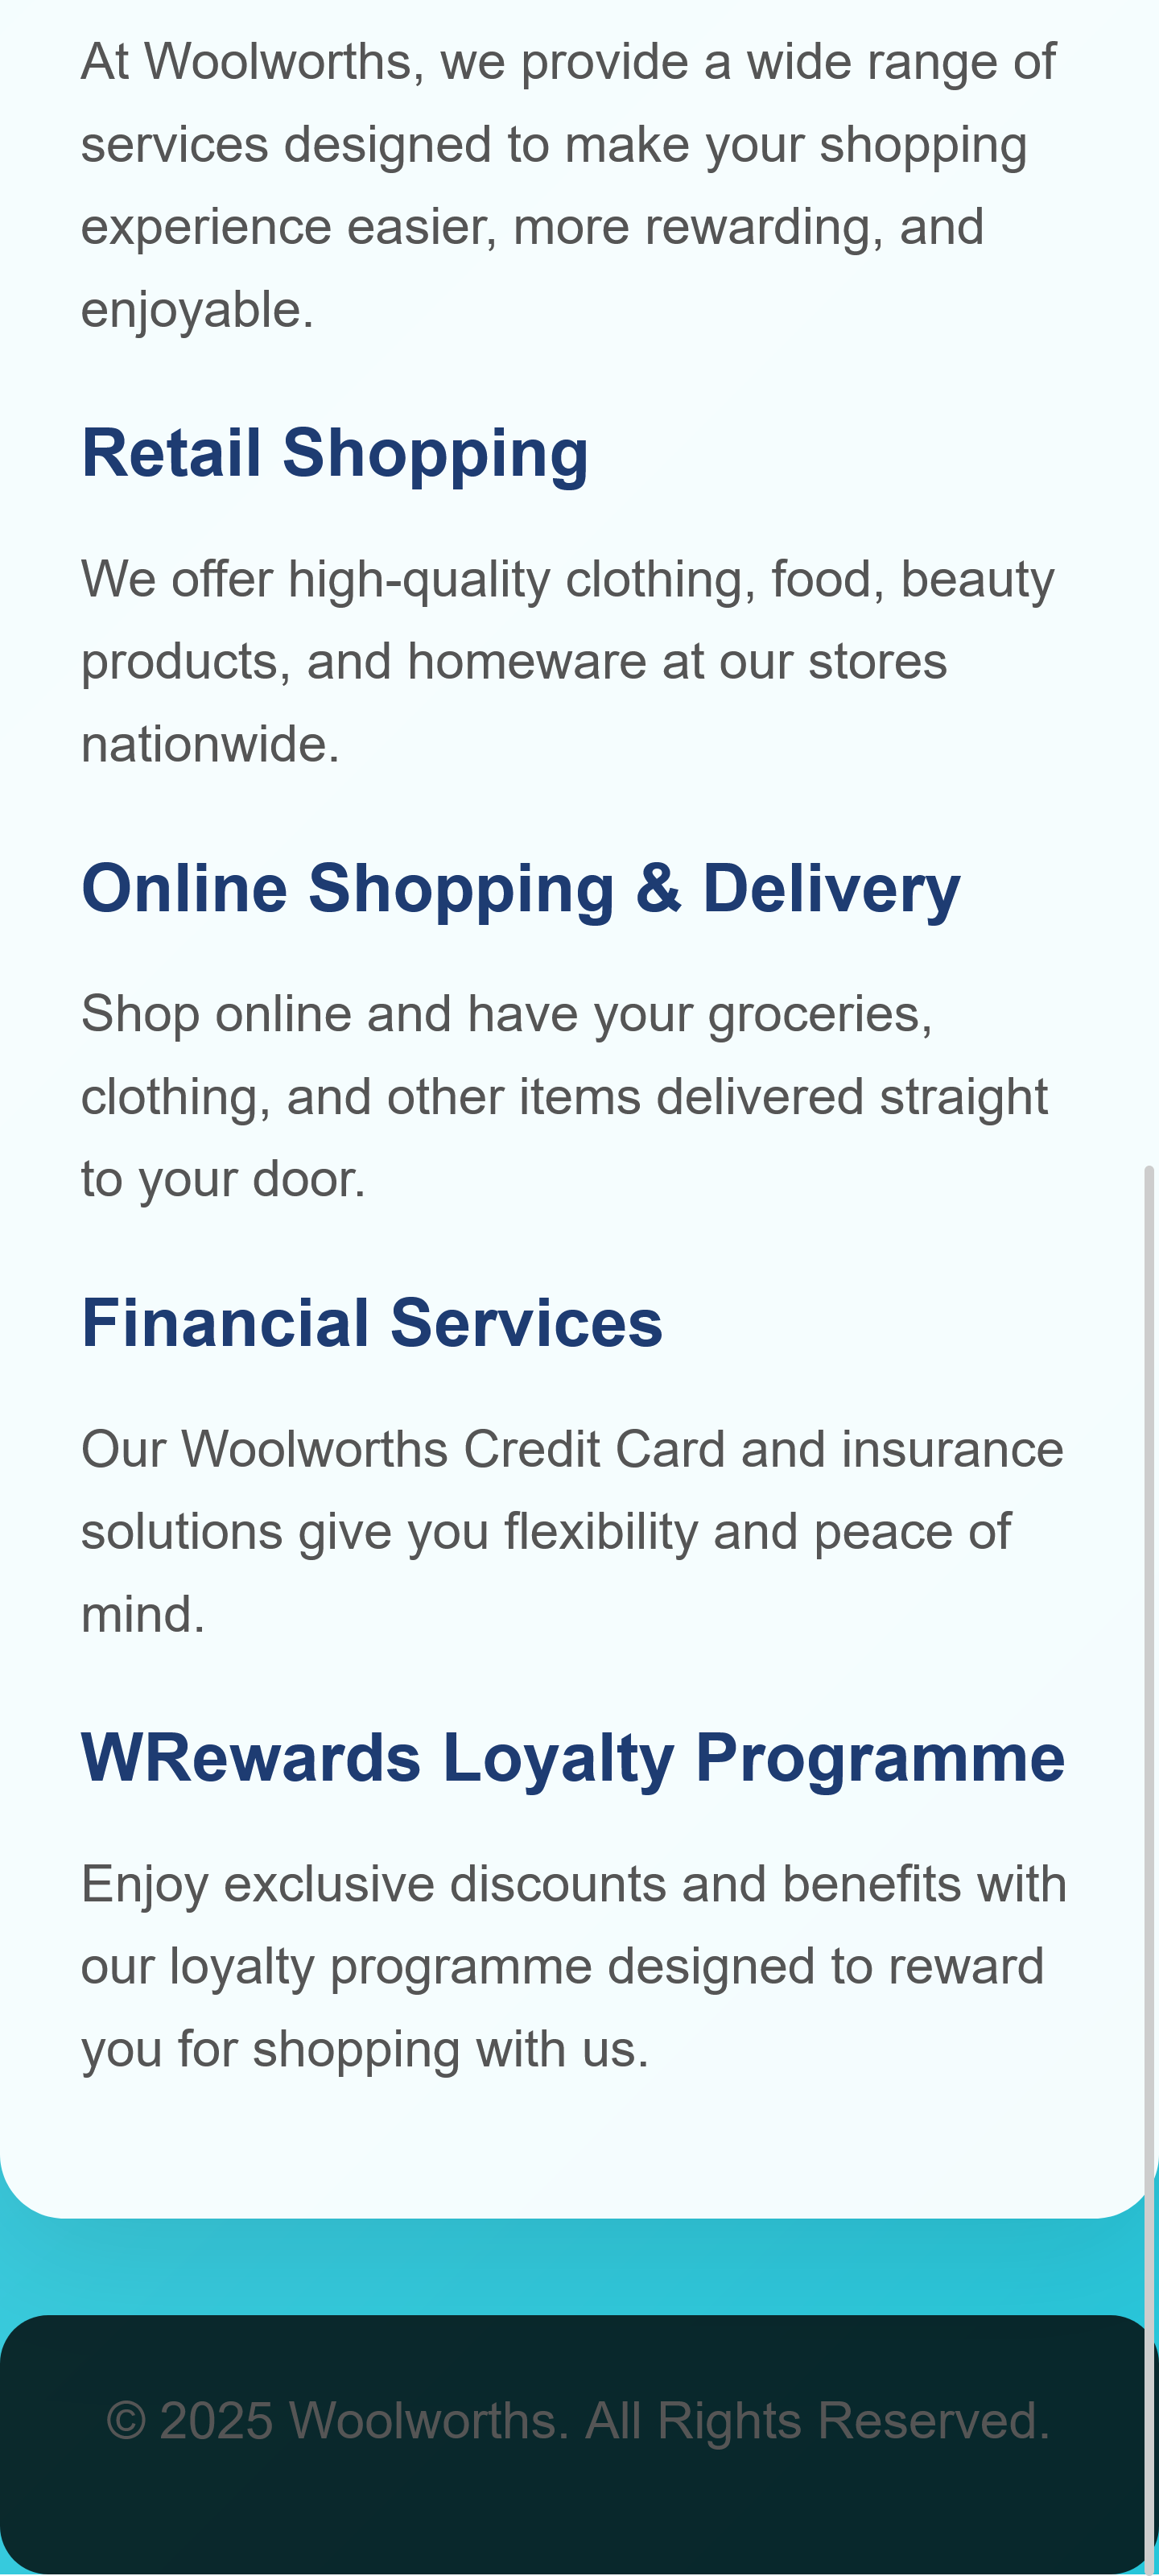 At Woolworths, we provide a wide range of
services designed to make your shopping
experience easier, more rewarding, and
enjoyable.
Retail Shopping
We offer high-quality clothing, food, beauty
products, and homeware at our stores
nationwide.
Online Shopping & Delivery
Shop online and have your groceries,
clothing, and other items delivered straight
to your door.
Financial Services
Our Woolworths Credit Card and insurance
solutions give you flexibility and peace of
mind.
WRewards Loyalty Programme
Enjoy exclusive discounts and benefits with
our loyalty programme designed to reward
you for shopping with us.
© 2025 Woolworths. All Rights Reserved.